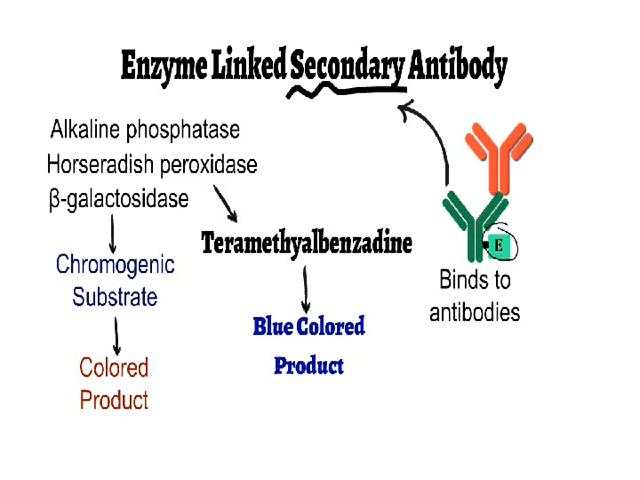 Enzyme Linked Secondary Antibody
Alkaline phosphatase
Horseradish peroxidase
β-galactosidase
Teramethyalbenzadine
E
Chromogenic
Substrate
Binds to
antibodies
Blue Colored
Product
Colored
Product